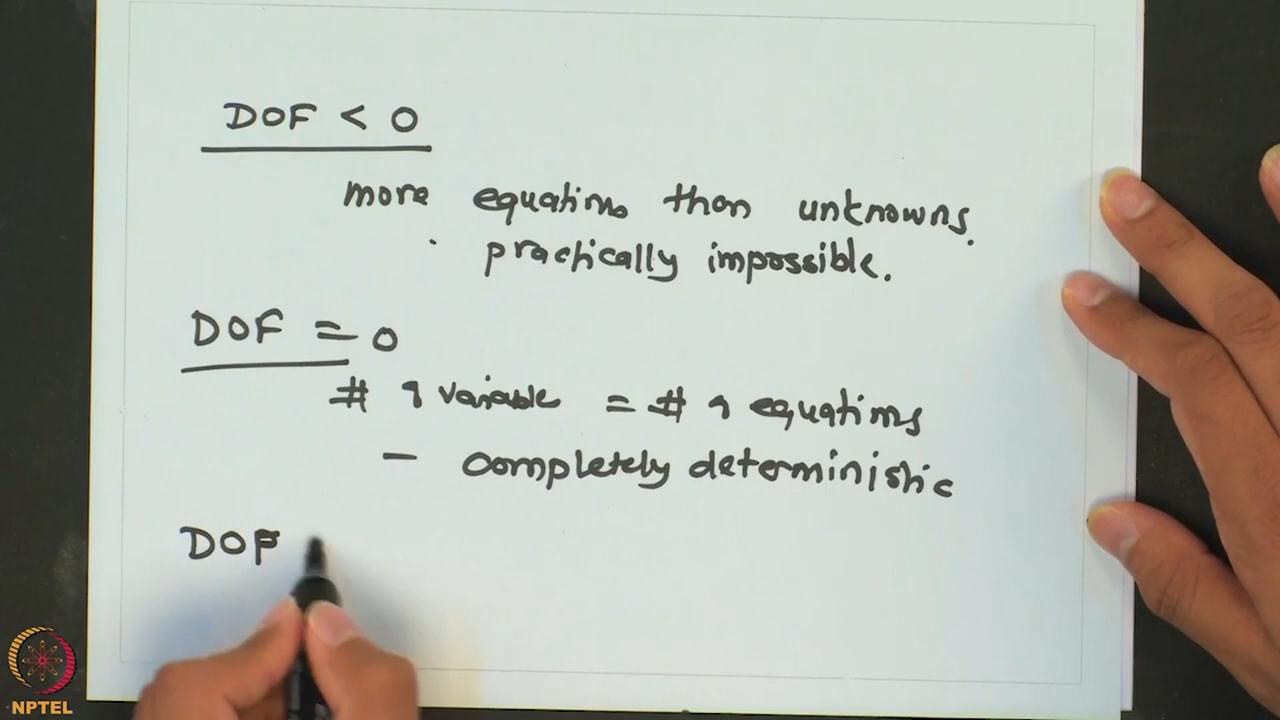 DOF < 0
more equations than unknowns.
practically impossible.
DOF = 0
# of variable = # of equations
- completely deterministic
DOF
NPTEL